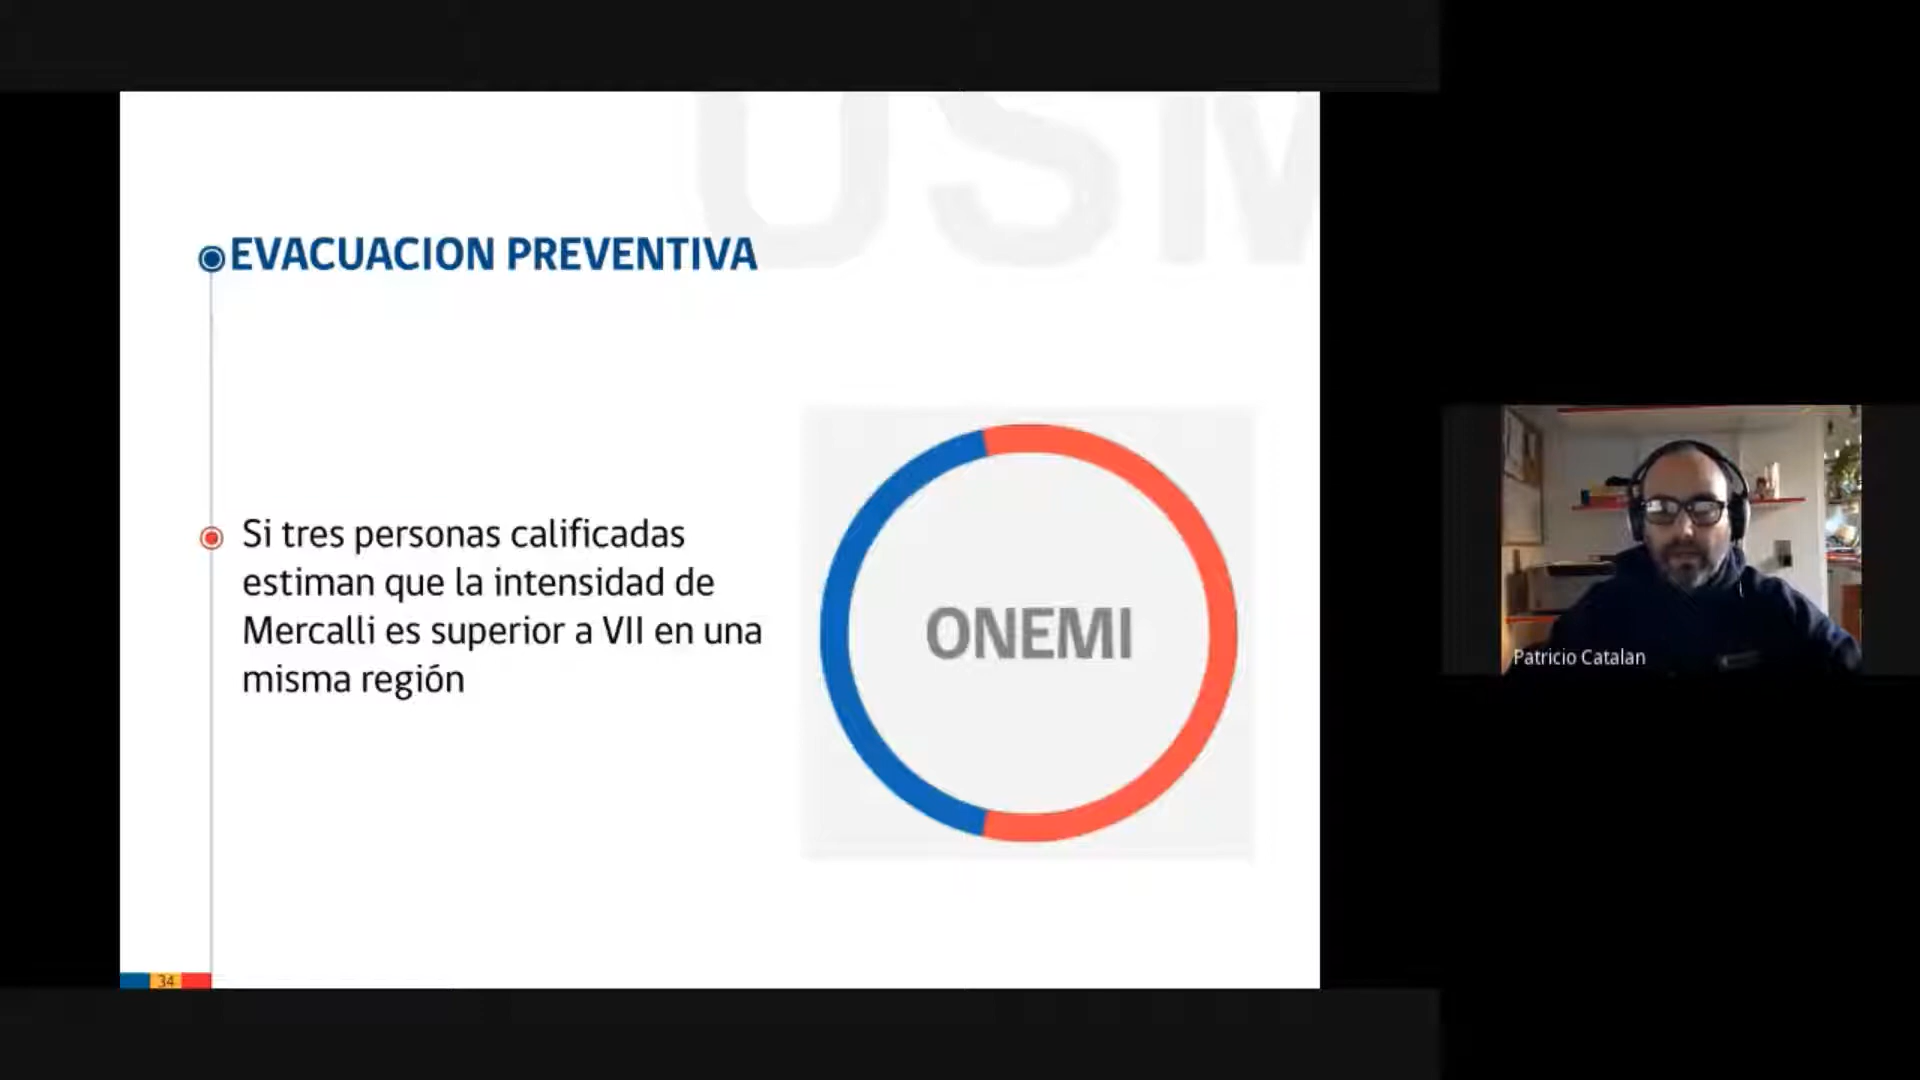 USM
EVACUACION PREVENTIVA
Si tres personas calificadas
estiman que la intensidad de
Mercalli es superior a VII en una
misma región
ONEMI
34
Patricio Catalan